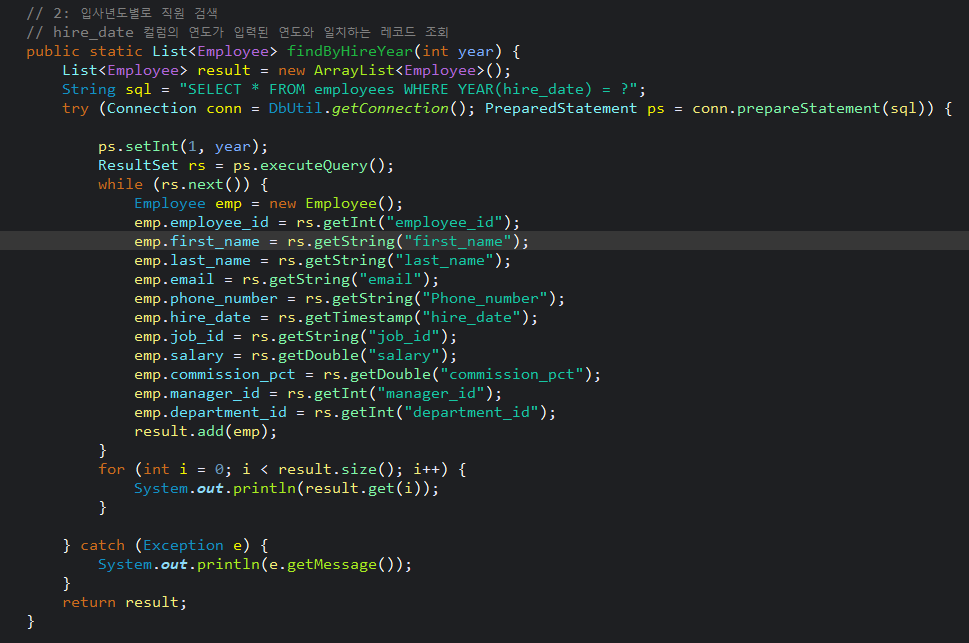 // 2: 입사년도별로 직원 검색
// hire_date 컬럼의 연도가 입력된 연도와 일치하는 레코드 조회
public static List<Employee> findByHireYear(int year) {
List<Employee> result = new ArrayList<Employee>();
String sql = "SELECT * FROM employees WHERE YEAR(hire_date) = ?";
try (Connection conn = DbUtil.getConnection(); PreparedStatement ps = conn.prepareStatement(sql)) {
ps.setInt(1, year);
ResultSet rs = ps.executeQuery();
while (rs.next()) {
Employee emp = new Employee();
emp.employee_id = rs.getInt("employee_id");
emp.first_name = rs.getString("first_name");
emp.last_name = rs.getString("last_name");
emp.email = rs.getString("email");
emp.phone_number = rs.getString("Phone_number");
emp.hire_date = rs.getTimestamp("hire_date");
emp.job_id = rs.getString("job_id");
emp.salary = rs.getDouble("salary");
emp.commission_pct = rs.getDouble("commission_pct");
emp.manager_id = rs.getInt("manager_id");
emp.department_id = rs.getInt("department_id");
result.add(emp);
}
for (int i = 0; i < result.size(); i++) {
System.out.println(result.get(i));
}
} catch (Exception e) {
System.out.println(e.getMessage());
}
return result;
}